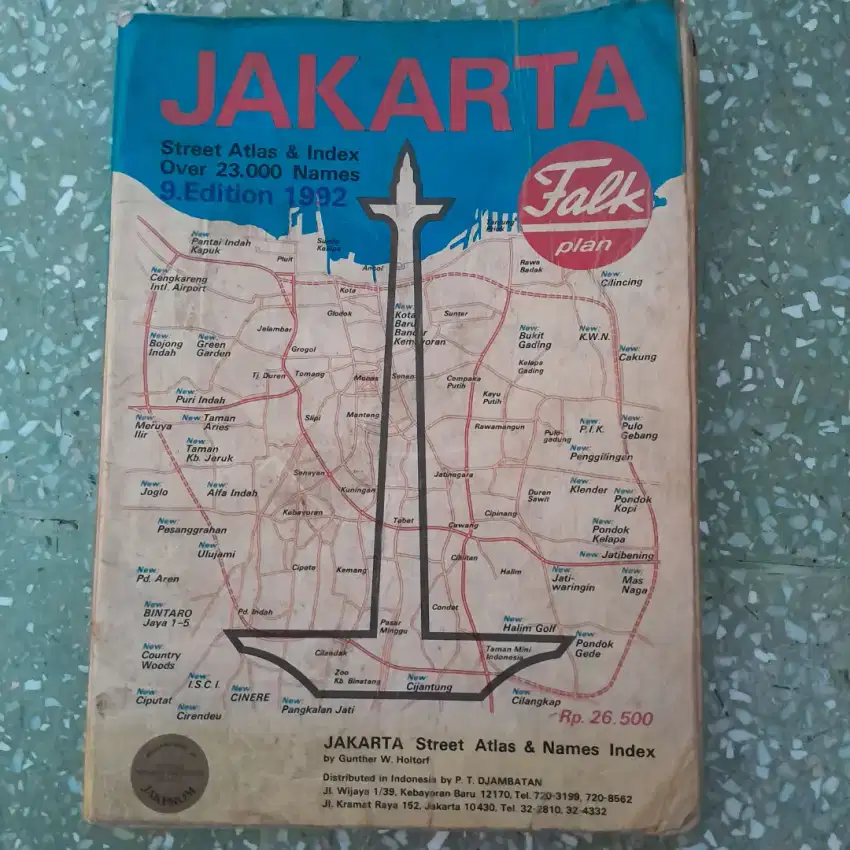 JAKARTA
Street Atlas & Index
Over 23.000 Names
9.Edition 1992
Falk
plan
New:
Pantai Indah
Kapuk
Pluit
Ancol
Rawa
Badak
New:
Cilincing
New:
Cengkareng
Intl. Airport
Kota
Glodok
New:
Kota
Baru
Bandar
Kemayoran
Sunter
Jelambar
New:
Bojong
Indah
New:
Green
Garden
Grogol
New:
Bukit
Gading
New:
K.W.N.
New:
Cakung
Kelapa
Gading
Tj. Duren
Tomang
Monas
Senen
Cempaka
Putih
Kayu
Putih
New:
Puri Indah
New:
Meruya
Ilir
New:
Taman
Aries
Slipi
Menteng
Rawamangun
Pulo-
gadung
New:
P.I.K.
New:
Pulo
Gebang
New:
Taman
Kb. Jeruk
New:
Penggilingan
New:
Joglo
New:
Alfa Indah
Senayan
Kuningan
Jatinegara
Duren
Sawit
New:
Klender
New:
Pondok
Kopi
New:
Pesanggrahan
Kebayoran
Tebet
Cawang
Cipinang
New:
Pondok
Kelapa
New:
Ulujami
New: Jatibening
New:
Pd. Aren
Cipete
Kemang
Cililitan
Halim
New:
Jati-
waringin
New:
Mas
Naga
New:
BINTARO
Jaya 1-5
Pd. Indah
Pasar
Minggu
Condet
New:
Halim Golf
New:
Pondok
Gede
New:
Country
Woods
Cilandak
Taman Mini
Indonesia
Zoo
Kb. Binatang
New:
I.S.C.I.
New:
Cijantung
New:
Ciputat
New:
Cirendeu
New:
CINERE
New:
Pangkalan Jati
New:
Cilangkap
Rp. 26.500
JAKARTA Street Atlas & Names Index
by Gunther W. Holtorf
Distributed in Indonesia by P. T. DJAMBATAN
Jl. Wijaya 1/39, Kebayoran Baru 12170, Tel. 720-3199, 720-8562
Jl. Kramat Raya 152, Jakarta 10430, Tel. 32-2810, 32-4332